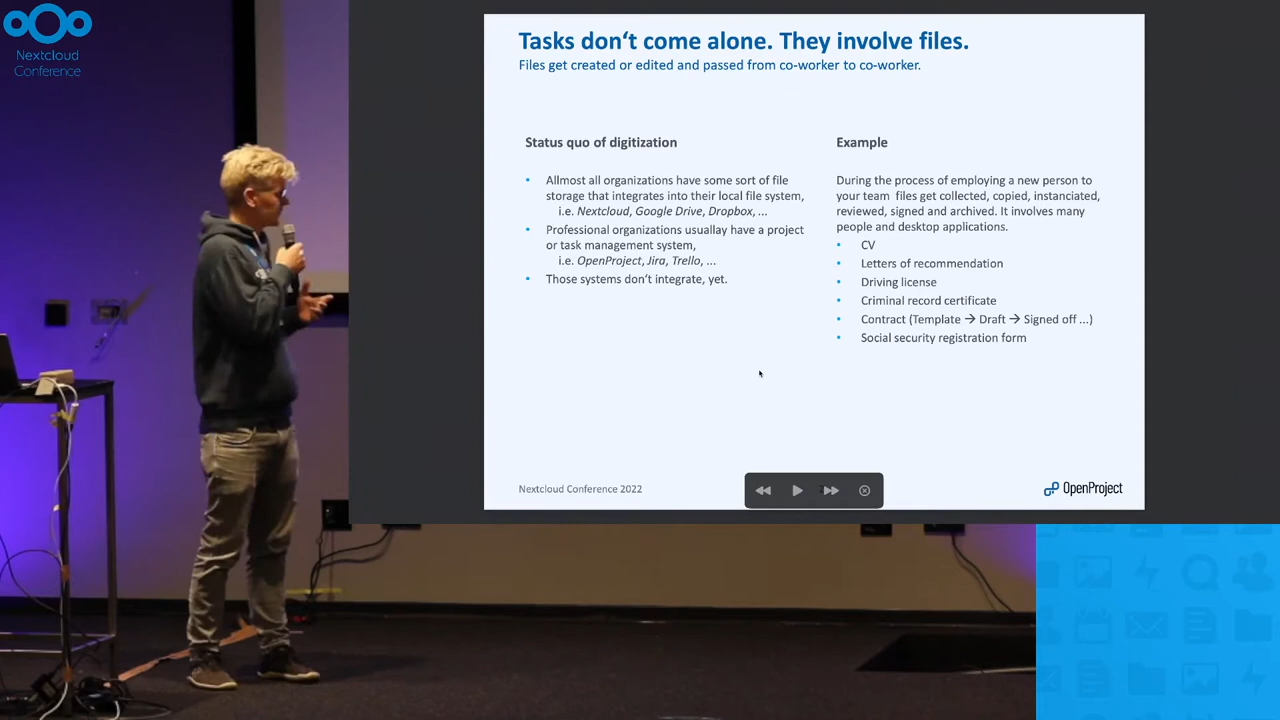 Nextcloud
Conference
Tasks don‘t come alone. They involve files.
Files get created or edited and passed from co-worker to co-worker.
Status quo of digitization
• Allmost all organizations have some sort of file
storage that integrates into their local file system,
i.e. Nextcloud, Google Drive, Dropbox, ...
• Professional organizations usuallay have a project
or task management system,
i.e. OpenProject, Jira, Trello, ...
• Those systems don‘t integrate, yet.
Example
During the process of employing a new person to
your team files get collected, copied, instanciated,
reviewed, signed and archived. It involves many
people and desktop applications.
• CV
• Letters of recommendation
• Driving license
• Criminal record certificate
• Contract (Template → Draft → Signed off ...)
• Social security registration form
Nextcloud Conference 2022
OpenProject